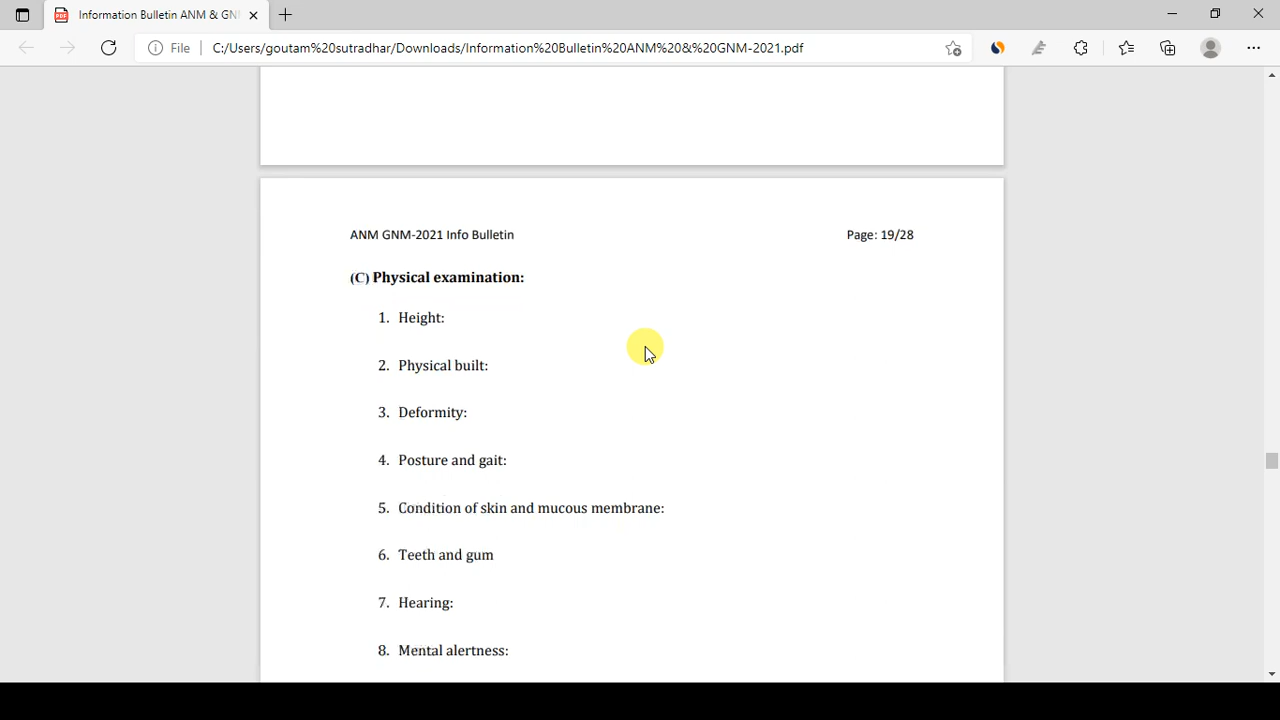 Information Bulletin ANM & GN
File
C:/Users/goutam%20sutradhar/Downloads/Information%20Bulletin%20ANM%20&%20GNM-2021.pdf
ANM GNM-2021 Info Bulletin
Page: 19/28
(C) Physical examination:
1. Height:
2. Physical built:
3. Deformity:
4. Posture and gait:
5. Condition of skin and mucous membrane:
6. Teeth and gum
7. Hearing:
8. Mental alertness: